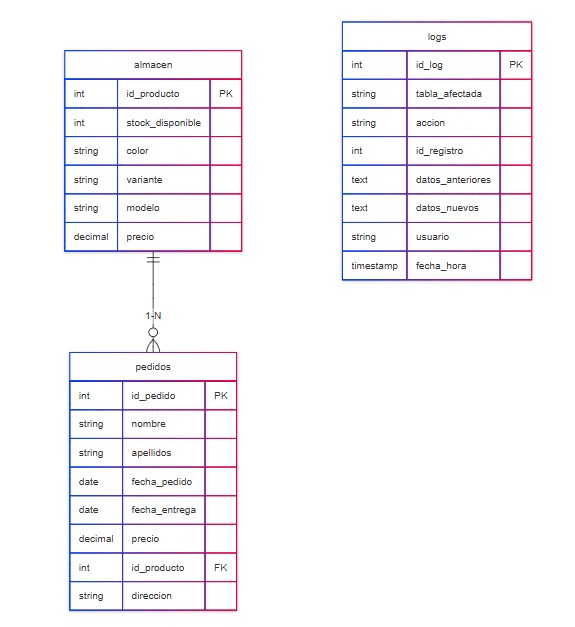 almacen
int id_producto PK
int stock_disponible
string color
string variante
string modelo
decimal precio
1-N
pedidos
int id_pedido PK
string nombre
string apellidos
date fecha_pedido
date fecha_entrega
decimal precio
int id_producto FK
string direccion
logs
int id_log PK
string tabla_afectada
string accion
int id_registro
text datos_anteriores
text datos_nuevos
string usuario
timestamp fecha_hora